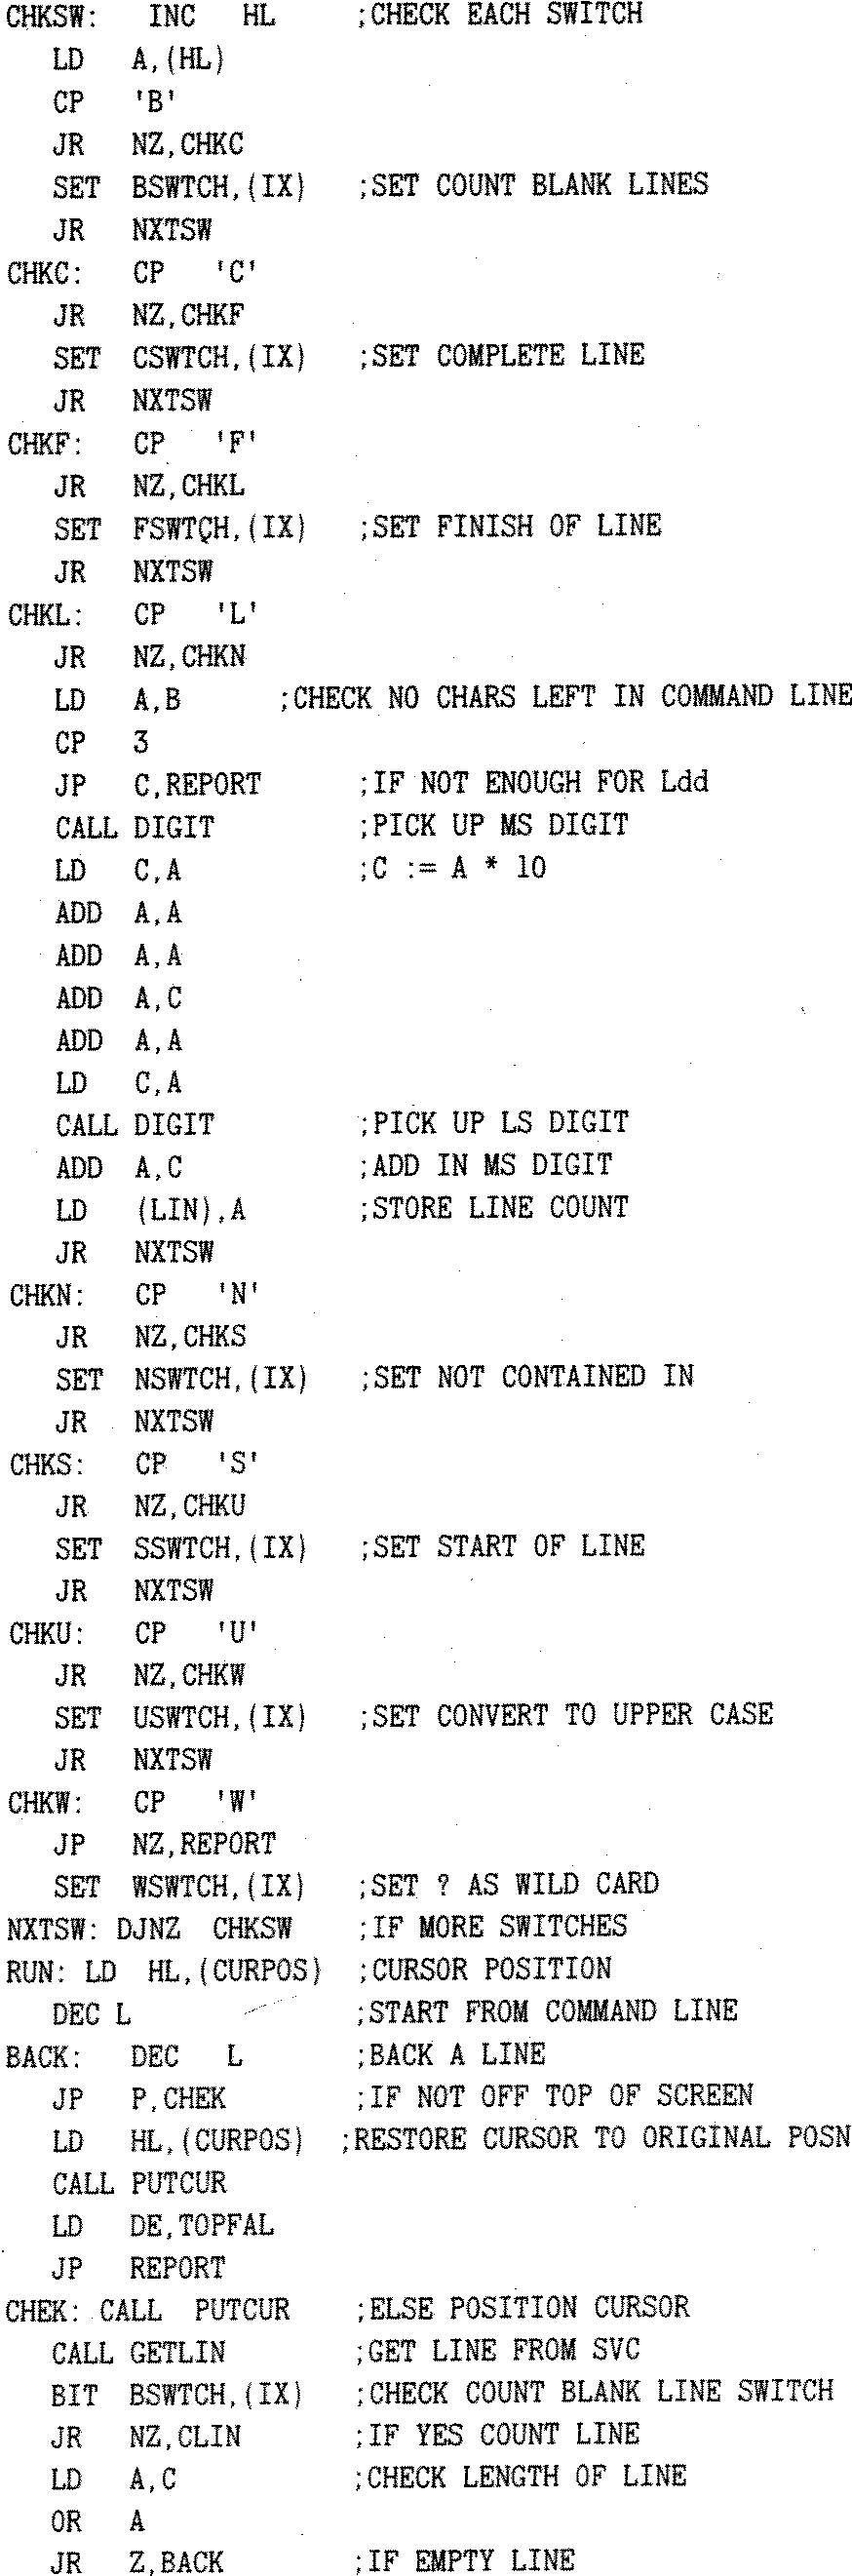 CHKSW:   INC   HL     ;CHECK EACH SWITCH
   LD   A,(HL)
   CP   'B'
   JR   NZ,CHKC
   SET  BSWTCH,(IX)   ;SET COUNT BLANK LINES
   JR   NXTSW
CHKC:   CP   'C'
   JR   NZ,CHKF
   SET  CSWTCH,(IX)   ;SET COMPLETE LINE
   JR   NXTSW
CHKF:   CP   'F'
   JR   NZ,CHKL
   SET  FSWTCH,(IX)   ;SET FINISH OF LINE
   JR   NXTSW
CHKL:   CP   'L'
   JR   NZ,CHKN
   LD   A,B      ;CHECK NO CHARS LEFT IN COMMAND LINE
   CP   3
   JP   C,REPORT      ;IF NOT ENOUGH FOR Ldd
   CALL DIGIT         ;PICK UP MS DIGIT
   LD   C,A           ;C := A * 10
   ADD  A,A
   ADD  A,A
   ADD  A,C
   ADD  A,A
   LD   C,A
   CALL DIGIT         ;PICK UP LS DIGIT
   ADD  A,C           ;ADD IN MS DIGIT
   LD   (LIN),A       ;STORE LINE COUNT
   JR   NXTSW
CHKN:   CP   'N'
   JR   NZ,CHKS
   SET  NSWTCH,(IX)   ;SET NOT CONTAINED IN
   JR   NXTSW
CHKS:   CP   'S'
   JR   NZ,CHKU
   SET  SSWTCH,(IX)   ;SET START OF LINE
   JR   NXTSW
CHKU:   CP   'U'
   JR   NZ,CHKW
   SET  USWTCH,(IX)   ;SET CONVERT TO UPPER CASE
   JR   NXTSW
CHKW:   CP   'W'
   JP   NZ,REPORT
   SET  WSWTCH,(IX)   ;SET ? AS WILD CARD
NXTSW: DJNZ  CHKSW    ;IF MORE SWITCHES
RUN: LD  HL,(CURPOS)  ;CURSOR POSITION
   DEC L              ;START FROM COMMAND LINE
BACK:   DEC   L       ;BACK A LINE
   JP   P,CHEK        ;IF NOT OFF TOP OF SCREEN
   LD   HL,(CURPOS)  ;RESTORE CURSOR TO ORIGINAL POSN
   CALL PUTCUR
   LD   DE,TOPFAL
   JP   REPORT
CHEK: CALL  PUTCUR    ;ELSE POSITION CURSOR
   CALL GETLIN        ;GET LINE FROM SVC
   BIT  BSWTCH,(IX)   ;CHECK COUNT BLANK LINE SWITCH
   JR   NZ,CLIN       ;IF YES COUNT LINE
   LD   A,C           ;CHECK LENGTH OF LINE
   OR   A
   JR   Z,BACK        ;IF EMPTY LINE